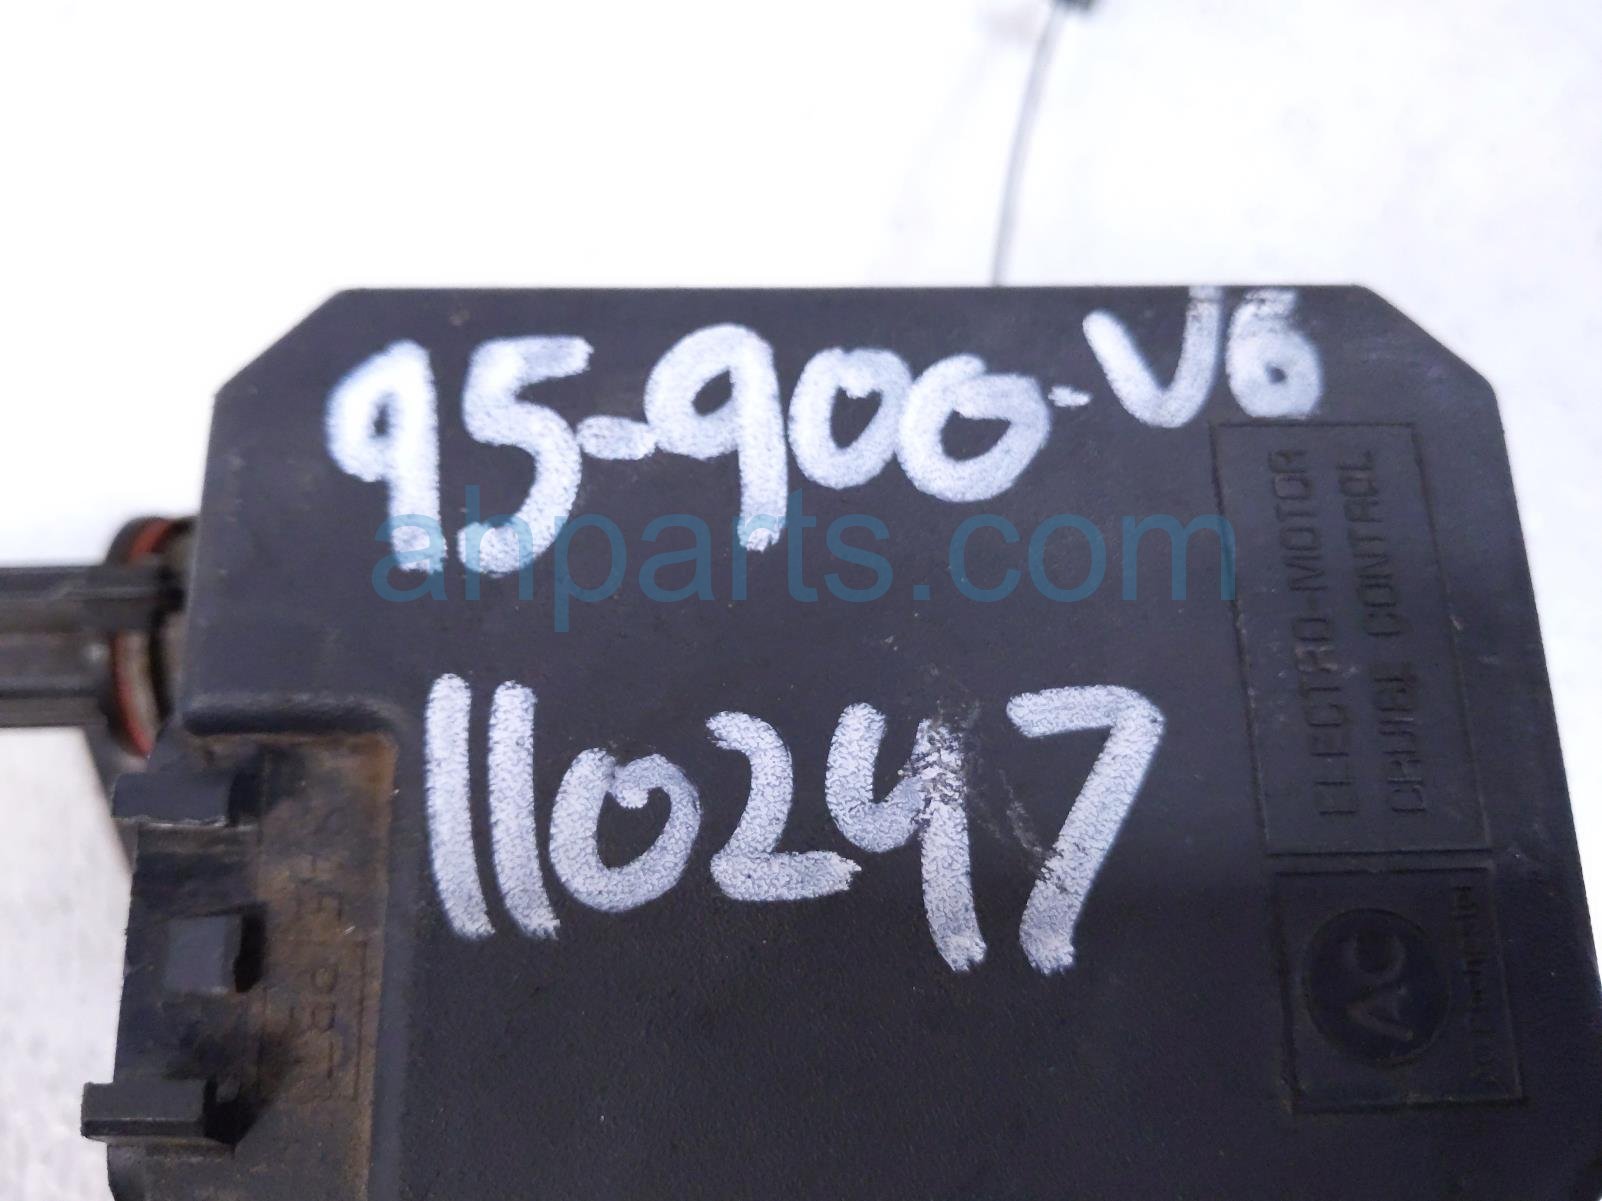 95-900-V6
ahparts.com
110247
ELECTRO-MOTOR
CRUISE CONTROL
AC